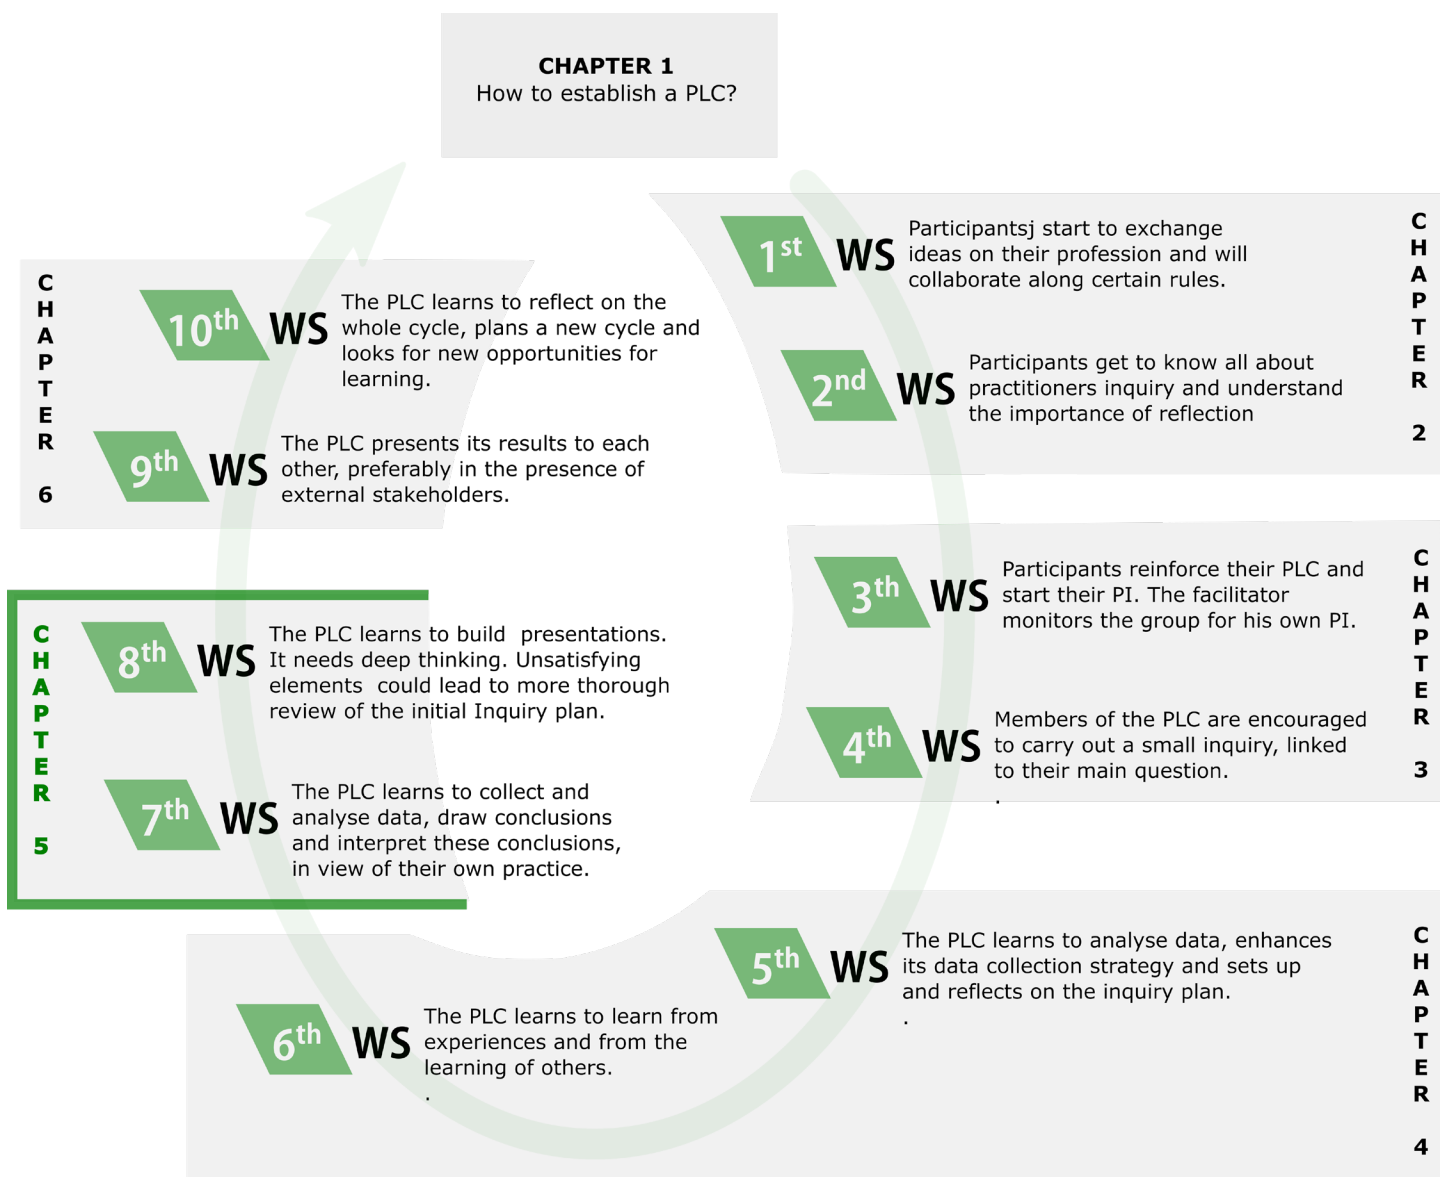 CHAPTER 1
How to establish a PLC?
1st WS
Participantsj start to exchange
ideas on their profession and will
collaborate along certain rules.
2nd WS
Participants get to know all about
practitioners inquiry and understand
the importance of reflection
CHAPTER 2
3th WS
Participants reinforce their PLC and
start their PI. The facilitator
monitors the group for his own PI.
4th WS
Members of the PLC are encouraged
to carry out a small inquiry, linked
to their main question.
.
CHAPTER 3
5th WS
The PLC learns to analyse data, enhances
its data collection strategy and sets up
and reflects on the inquiry plan.
.
6th WS
The PLC learns to learn from
experiences and from the
learning of others.
.
CHAPTER 4
CHAPTER 5
8th WS
The PLC learns to build  presentations.
It needs deep thinking. Unsatisfying
elements  could lead to more thorough
review of the initial Inquiry plan.
7th WS
The PLC learns to collect and
analyse data, draw conclusions
and interpret these conclusions,
in view of their own practice.
CHAPTER 6
10th WS
The PLC learns to reflect on the
whole cycle, plans a new cycle and
looks for new opportunities for
learning.
9th WS
The PLC presents its results to each
other, preferably in the presence of
external stakeholders.